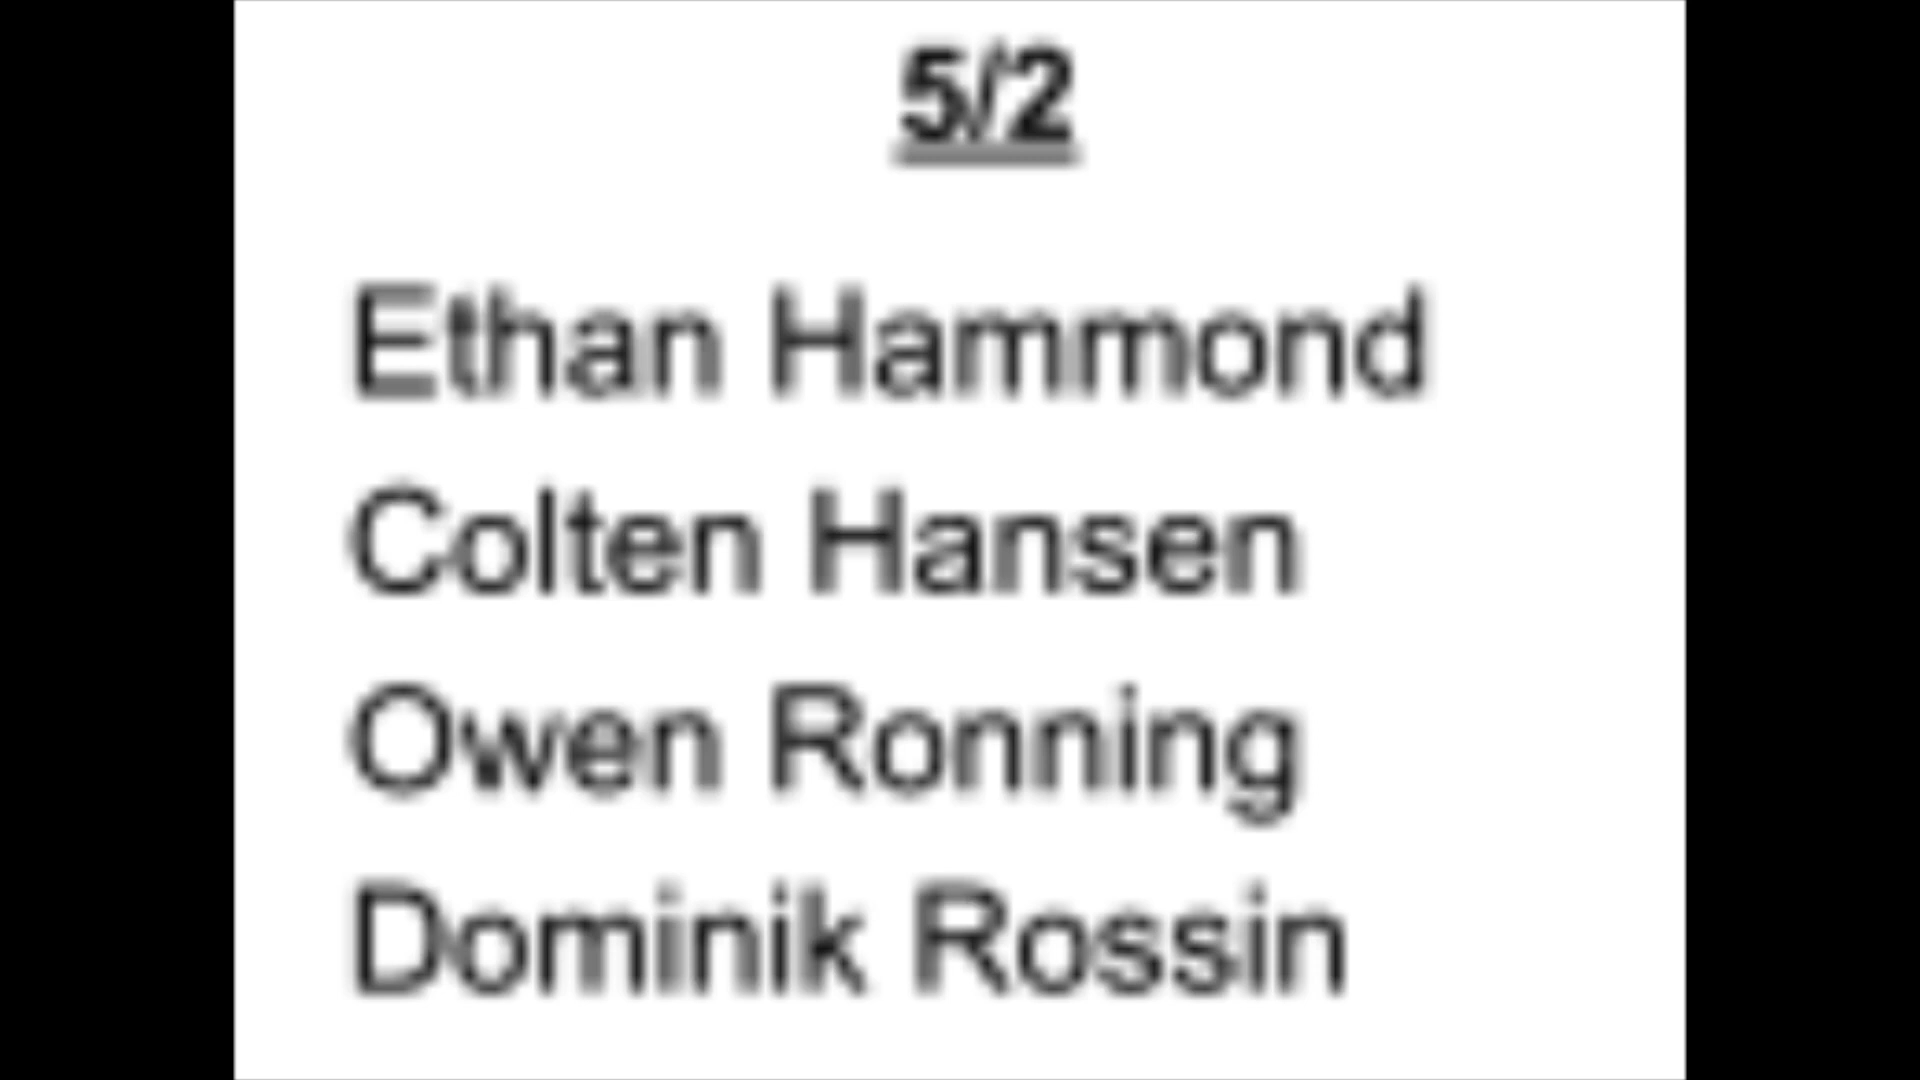 5/2
Ethan Hammond
Colten Hansen
Owen Ronning
Dominik Rossin